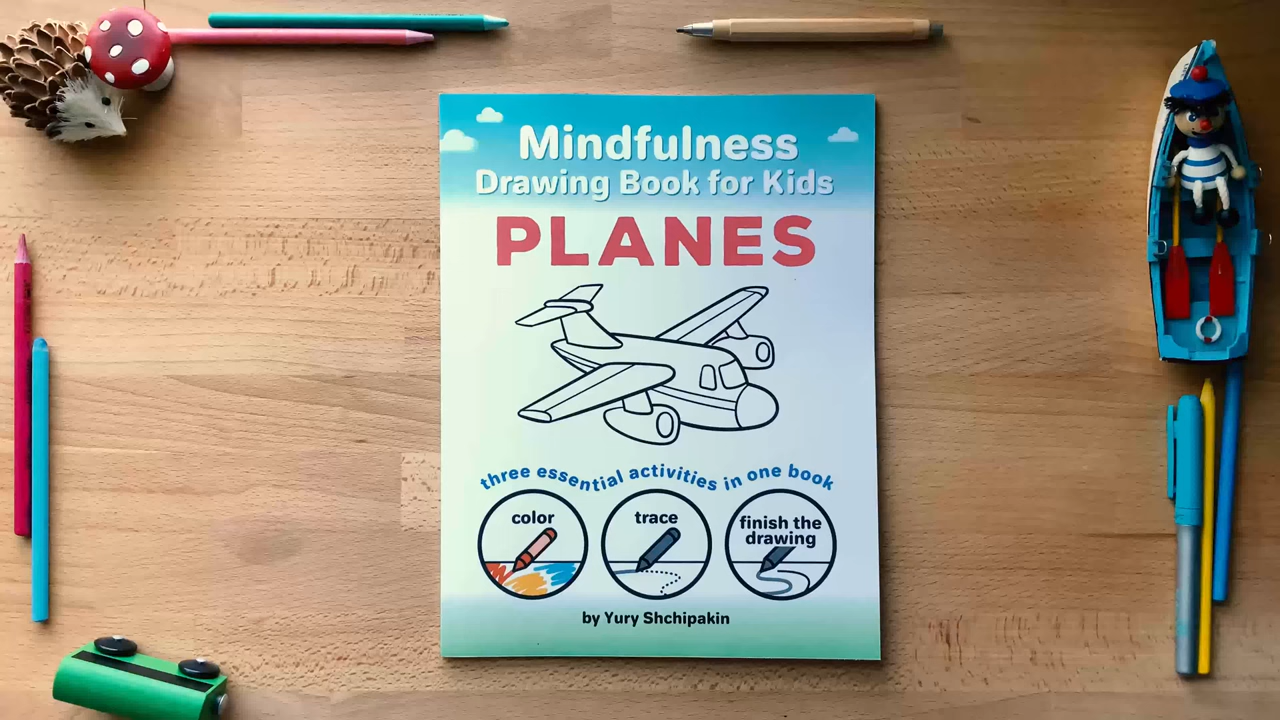 Mindfulness
Drawing Book for Kids
PLANES
three essential activities in one book
color
trace
finish the
drawing
by Yury Shchipakin